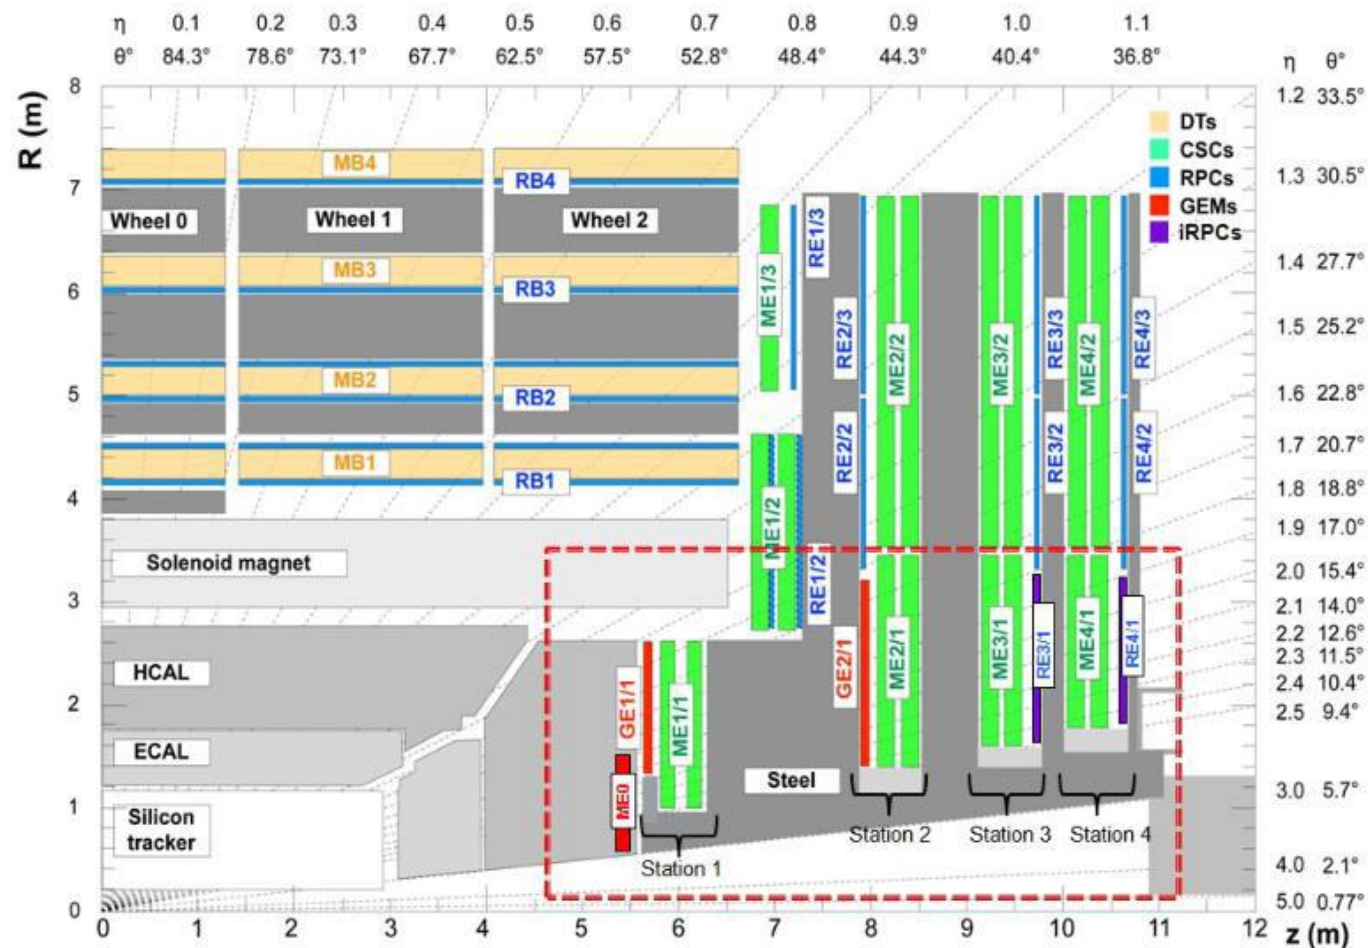 η 0.1 0.2 0.3 0.4 0.5 0.6 0.7 0.8 0.9 1.0 1.1
θ° 84.3° 78.6° 73.1° 67.7° 62.5° 57.5° 52.8° 48.4° 44.3° 40.4° 36.8° η θ°
R (m)
8
7
6
5
4
3
2
1
0
1.2 33.5°
1.3 30.5°
1.4 27.7°
1.5 25.2°
1.6 22.8°
1.7 20.7°
1.8 18.8°
1.9 17.0°
2.0 15.4°
2.1 14.0°
2.2 12.6°
2.3 11.5°
2.4 10.4°
2.5 9.4°
3.0 5.7°
4.0 2.1°
5.0 0.77°
DTs
CSCs
RPCs
GEMs
iRPCs
MB4
RB4
Wheel 0 Wheel 1 Wheel 2
MB3
RB3
MB2
RB2
MB1
RB1
ME1/3
RE1/3
RE2/3
ME2/2
ME3/2
RE3/3
ME4/2
RE4/3
RE2/2
RE3/2
RE4/2
ME1/2
RE1/2
Solenoid magnet
HCAL
ECAL
Silicon
tracker
GE1/1
ME1/1
ME0
GE2/1
ME2/1
ME3/1
RE3/1
ME4/1
RE4/1
Steel
Station 1
Station 2
Station 3
Station 4
0 1 2 3 4 5 6 7 8 9 10 11 12
z (m)